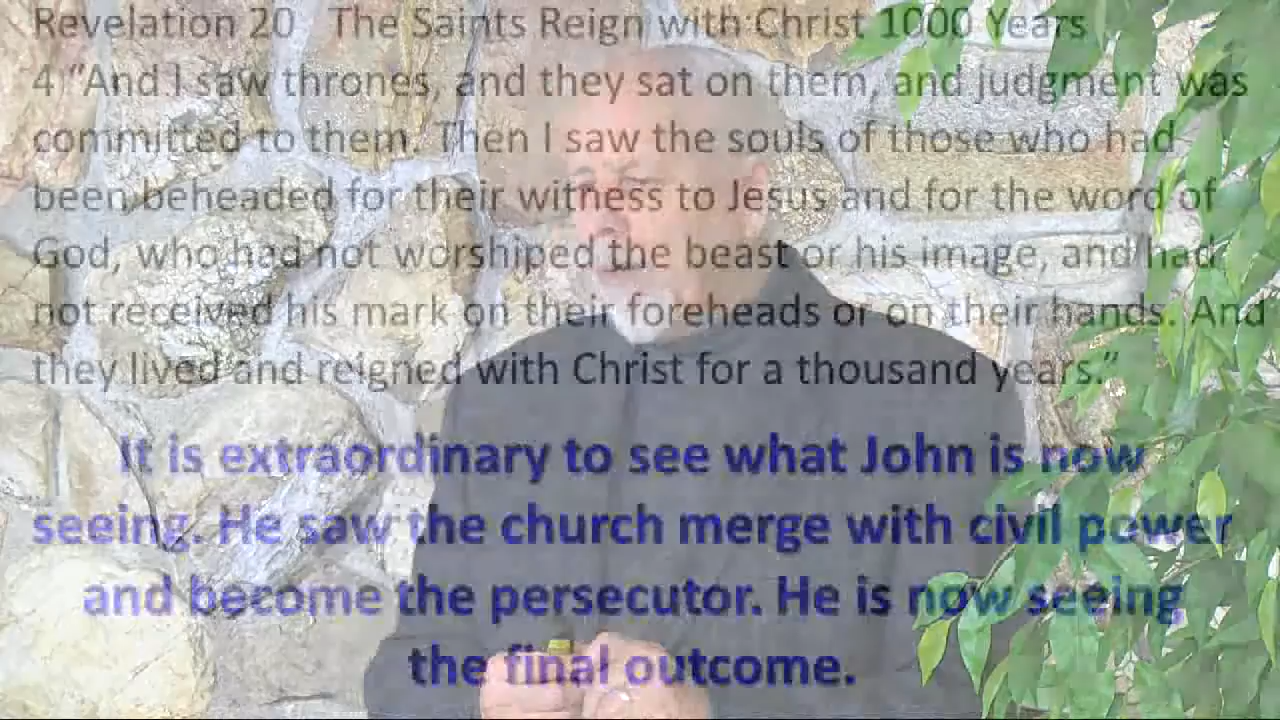 Revelation 20 The Saints Reign with Christ 1000 Years
4 “And I saw thrones, and they sat on them, and judgment was
committed to them. Then I saw the souls of those who had
been beheaded for their witness to Jesus and for the word of
God, who had not worshiped the beast or his image, and had
not received his mark on their foreheads or on their hands. And
they lived and reigned with Christ for a thousand years.”
It is extraordinary to see what John is now
seeing. He saw the church merge with civil power
and become the persecutor. He is now seeing
the final outcome.